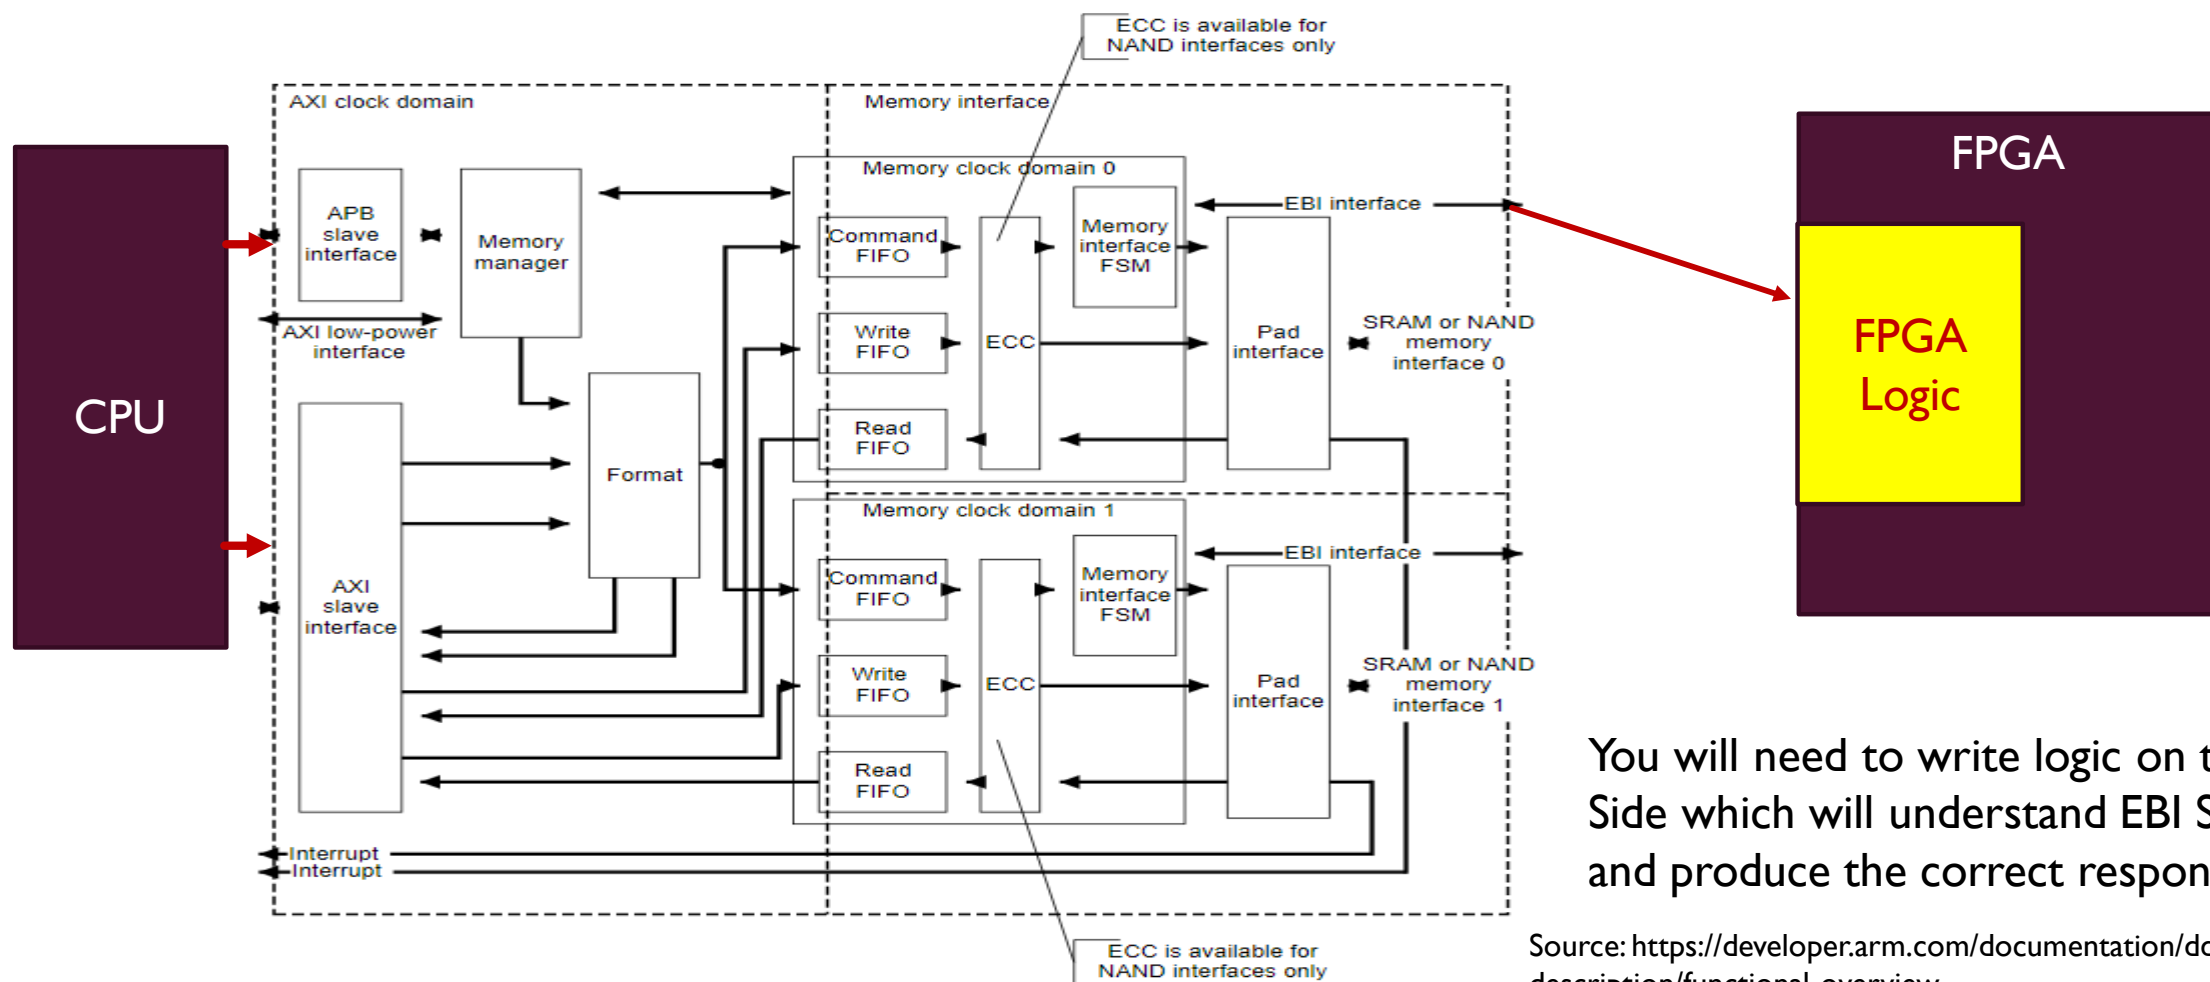 ECC is available for
NAND interfaces only
AXI clock domain
Memory interface
FPGA
Memory clock domain 0
APB
slave
interface
Memory
manager
Command
FIFO
Memory
interface
FSM
EBI interface
AXI low-power
interface
Write
FIFO
ECC
Pad
interface
SRAM or NAND
memory
interface 0
FPGA
Logic
CPU
Format
Read
FIFO
Memory clock domain 1
AXI
slave
interface
Command
FIFO
Memory
interface
FSM
EBI interface
Write
FIFO
ECC
Pad
interface
SRAM or NAND
memory
interface 1
Read
FIFO
Interrupt
Interrupt
You will need to write logic on
Side which will understand EBI
and produce the correct
ECC is available for
NAND interfaces only
Source: https://developer.arm.com/documentation/
description/functional-overview